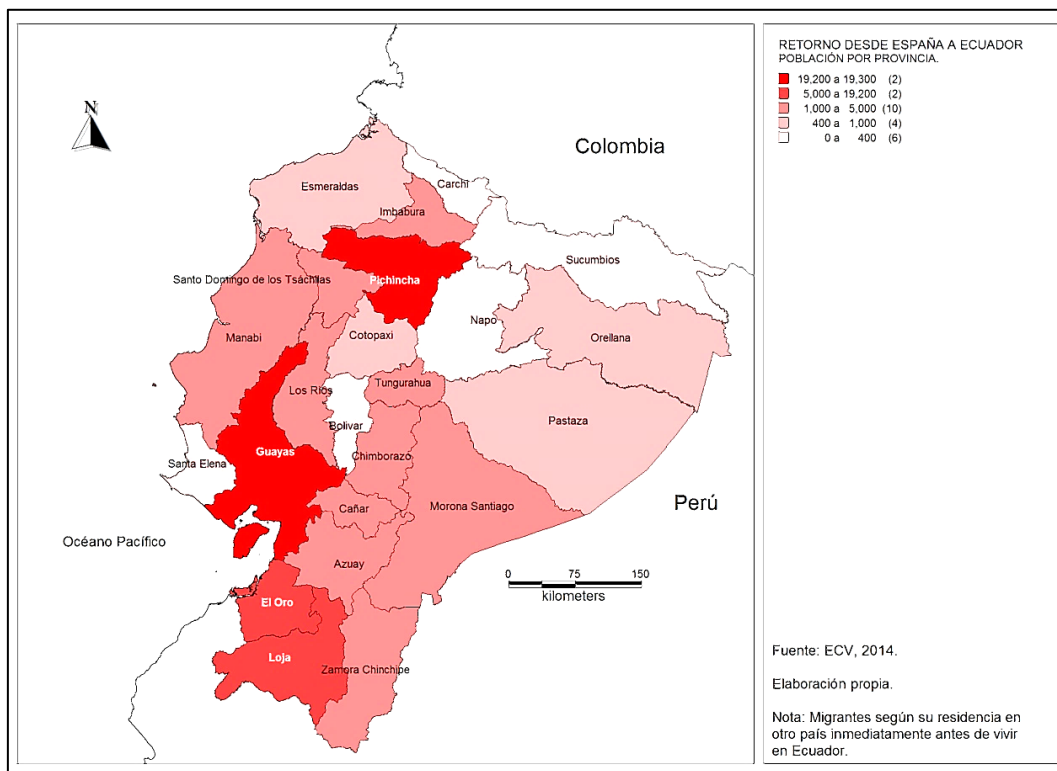 RETORNO DESDE ESPAÑA A ECUADOR
POBLACIÓN POR PROVINCIA.
19,200 a 19,300 (2)
5,000 a 19,200 (2)
1,000 a 5,000 (10)
400 a 1,000 (4)
0 a 400 (6)
N
Colombia
Carchi
Esmeraldas
Imbabura
Sucumbios
Santo Domingo de los Tsáchilas
Pichincha
Napo
Orellana
Manabi
Cotopaxi
Los Ríos
Tungurahua
Pastaza
Bolivar
Guayas
Chimborazo
Santa Elena
Cañar
Morona Santiago
Perú
Océano Pacífico
Azuay
0 75 150
kilometers
El Oro
Loja
Zamora Chinchipe
Fuente: ECV, 2014.
Elaboración propia.
Nota: Migrantes según su residencia en
otro país inmediatamente antes de vivir
en Ecuador.